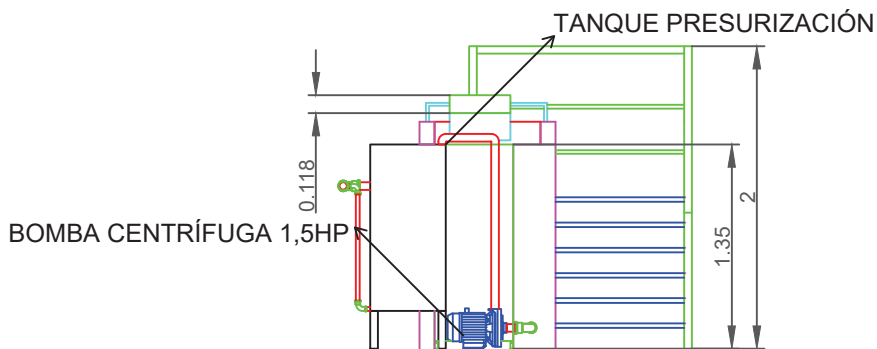 TANQUE PRESURIZACIÓN
0.118
2
BOMBA CENTRÍFUGA 1,5HP
1.35